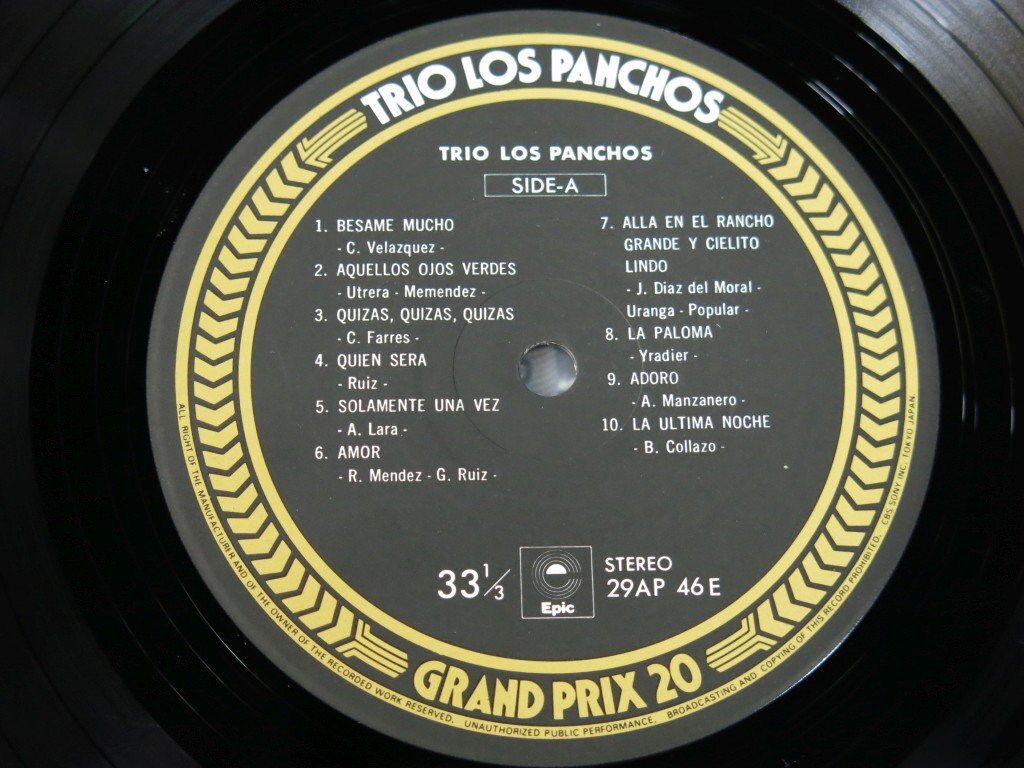 TRIO LOS PANCHOS
TRIO LOS PANCHOS
SIDE-A
1. BESAME MUCHO
- C. Velazquez -
2. AQUELLOS OJOS VERDES
- Utrera - Memendez -
3. QUIZAS, QUIZAS, QUIZAS
- C. Farres -
4. QUIEN SERA
- Ruiz -
5. SOLAMENTE UNA VEZ
- A. Lara -
6. AMOR
- R. Mendez - G. Ruiz -
7. ALLA EN EL RANCHO
GRANDE Y CIELITO
LINDO
- J. Diaz del Moral -
Uranga - Popular -
8. LA PALOMA
- Yradier -
9. ADORO
- A. Manzanero -
10. LA ULTIMA NOCHE
- B. Collazo -
33 1/3
Epic
STEREO
29AP 46 E
GRAND PRIX 20
ALL RIGHT OF THE MANUFACTURER AND OF THE OWNER OF THE RECORDED WORK RESERVED. UNAUTHORIZED PUBLIC PERFORMANCE. BROADCASTING AND COPYING OF THIS RECORD PROHIBITED. CBS SONY INC. TOKYO JAPAN.